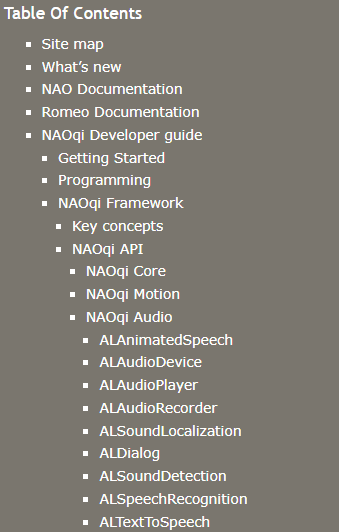 Table Of Contents
Site map
What's new
NAO Documentation
Romeo Documentation
NAOqi Developer guide
Getting Started
Programming
NAOqi Framework
Key concepts
NAOqi API
NAOqi Core
NAOqi Motion
NAOqi Audio
ALAnimatedSpeech
ALAudioDevice
ALAudioPlayer
ALAudioRecorder
ALSoundLocalization
ALDialog
ALSoundDetection
ALSpeechRecognition
ALTextToSpeech